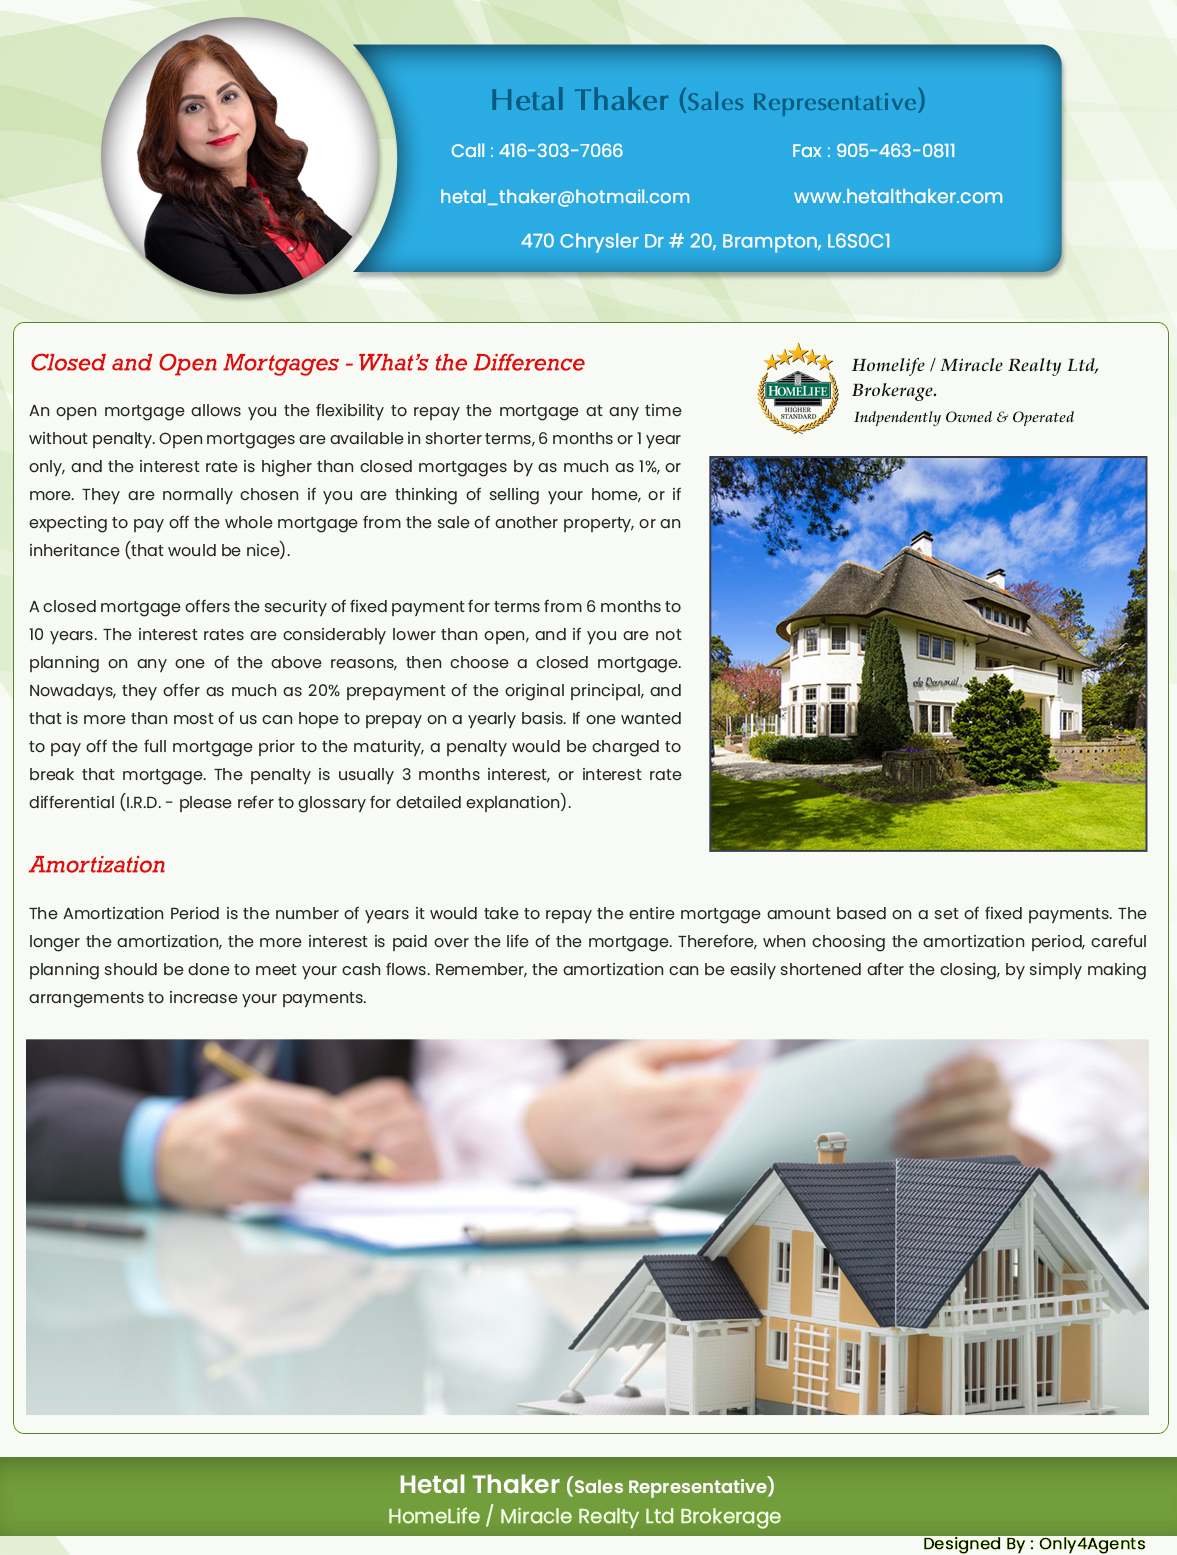 Hetal Thaker (Sales Representative)
Call : 416-303-7066
Fax : 905-463-0811
hetal_thaker@hotmail.com
www.hetalthaker.com
470 Chrysler Dr # 20, Brampton, L6S0C1
Closed and Open Mortgages - What's the Difference
An open mortgage allows you the flexibility to repay the mortgage at any time
without penalty. Open mortgages are available in shorter terms, 6 months or 1 year
only, and the interest rate is higher than closed mortgages by as much as 1%, or
more. They are normally chosen if you are thinking of selling your home, or if
expecting to pay off the whole mortgage from the sale of another property, or an
inheritance (that would be nice).
A closed mortgage offers the security of fixed payment for terms from 6 months to
10 years. The interest rates are considerably lower than open, and if you are not
planning on any one of the above reasons, then choose a closed mortgage.
Nowadays, they offer as much as 20% prepayment of the original principal, and
that is more than most of us can hope to prepay on a yearly basis. If one wanted
to pay off the full mortgage prior to the maturity, a penalty would be charged to
break that mortgage. The penalty is usually 3 months interest, or interest rate
differential (I.R.D. - please refer to glossary for detailed explanation).
HOMELIFE
HIGHER
STANDARD
Homelife / Miracle Realty Ltd,
Brokerage.
Indpendently Owned & Operated
Amortization
The Amortization Period is the number of years it would take to repay the entire mortgage amount based on a set of fixed payments. The
longer the amortization, the more interest is paid over the life of the mortgage. Therefore, when choosing the amortization period, careful
planning should be done to meet your cash flows. Remember, the amortization can be easily shortened after the closing, by simply making
arrangements to increase your payments.
Hetal Thaker (Sales Representative)
HomeLife / Miracle Realty Ltd Brokerage
Designed By : Only4Agents